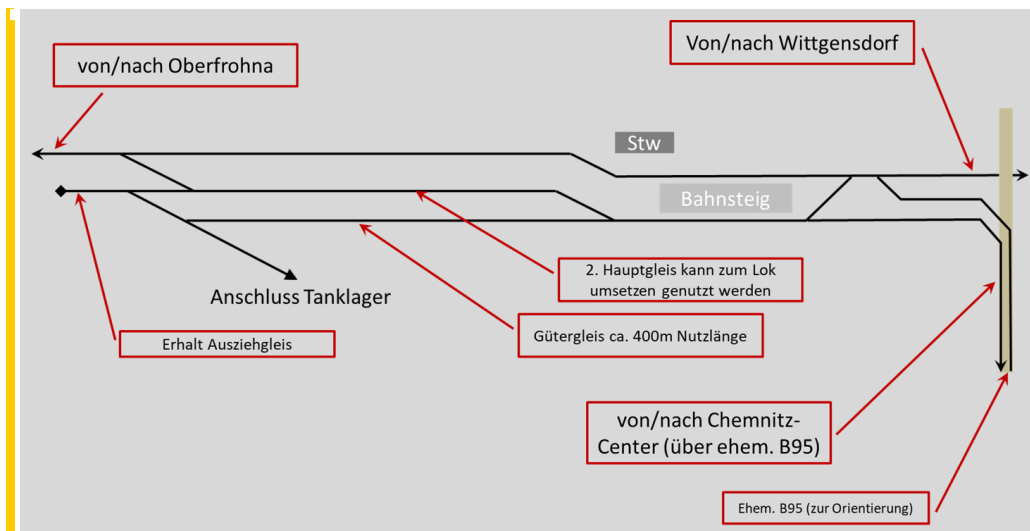 von/nach Oberfrohna
Von/nach Wittgensdorf
Stw
Bahnsteig
Anschluss Tanklager
2. Hauptgleis kann zum Lok
umsetzen genutzt werden
Erhalt Ausziehgleis
Gütergleis ca. 400m Nutzlänge
von/nach Chemnitz-
Center (über ehem. B95)
Ehem. B95 (zur Orientierung)